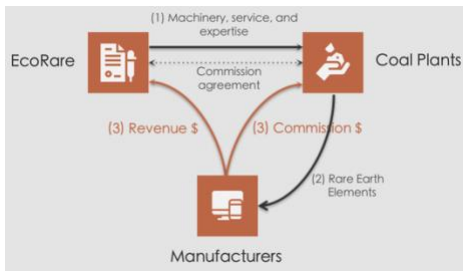 (1) Machinery, service, and
expertise
EcoRare
Coal Plants
Commission
agreement
(3) Revenue $
(3) Commission $
(2) Rare Earth
Elements
Manufacturers